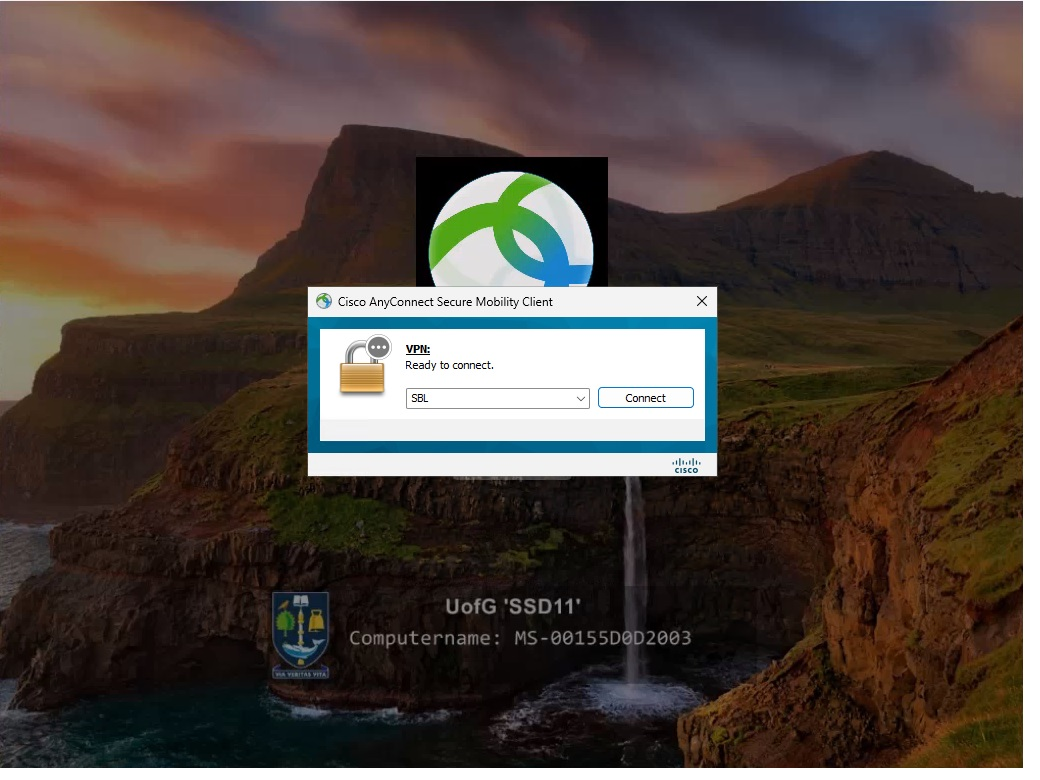 Cisco AnyConnect Secure Mobility Client
VPN:
Ready to connect.
SBL
Connect
CISCO
UofG 'SSD11'
Computername: MS-00155D0D2003
VIA VERITAS VITA